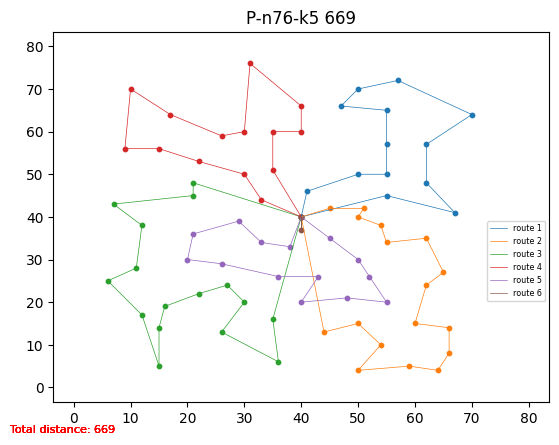 P-n76-k5 669
80
70
60
50
40
30
20
10
0
0 10 20 30 40 50 60 70 80
route 1
route 2
route 3
route 4
route 5
route 6
Total distance: 669